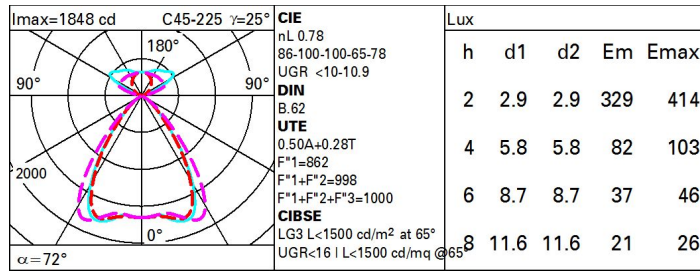 Imax=1848 cd C45-225 γ=25°
180°
90° 90°
2000
0°
α=72°
CIE
nL 0.78
86-100-100-65-78
UGR <10-10.9
DIN
B.62
UTE
0.50A+0.28T
F"1=862
F"1+F"2=998
F"1+F"2+F"3=1000
CIBSE
LG3 L<1500 cd/m² at 65°
UGR<16 | L<1500 cd/mq @65°
Lux
h d1 d2 Em Emax
2 2.9 2.9 329 414
4 5.8 5.8 82 103
6 8.7 8.7 37 46
8 11.6 11.6 21 26